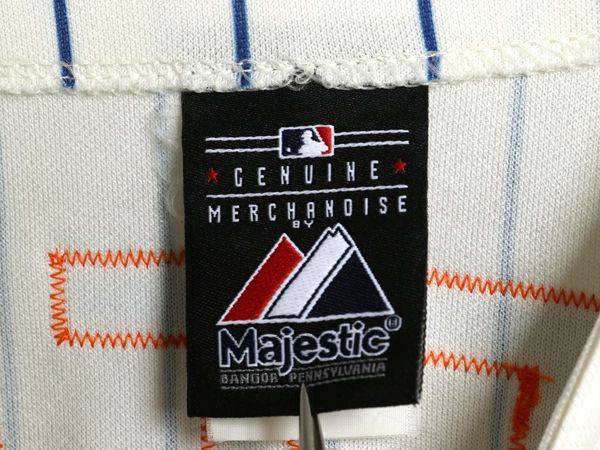 GENUINE
MERCHANDISE
BY
Majestic®
BANGOR PENNSYLVANIA